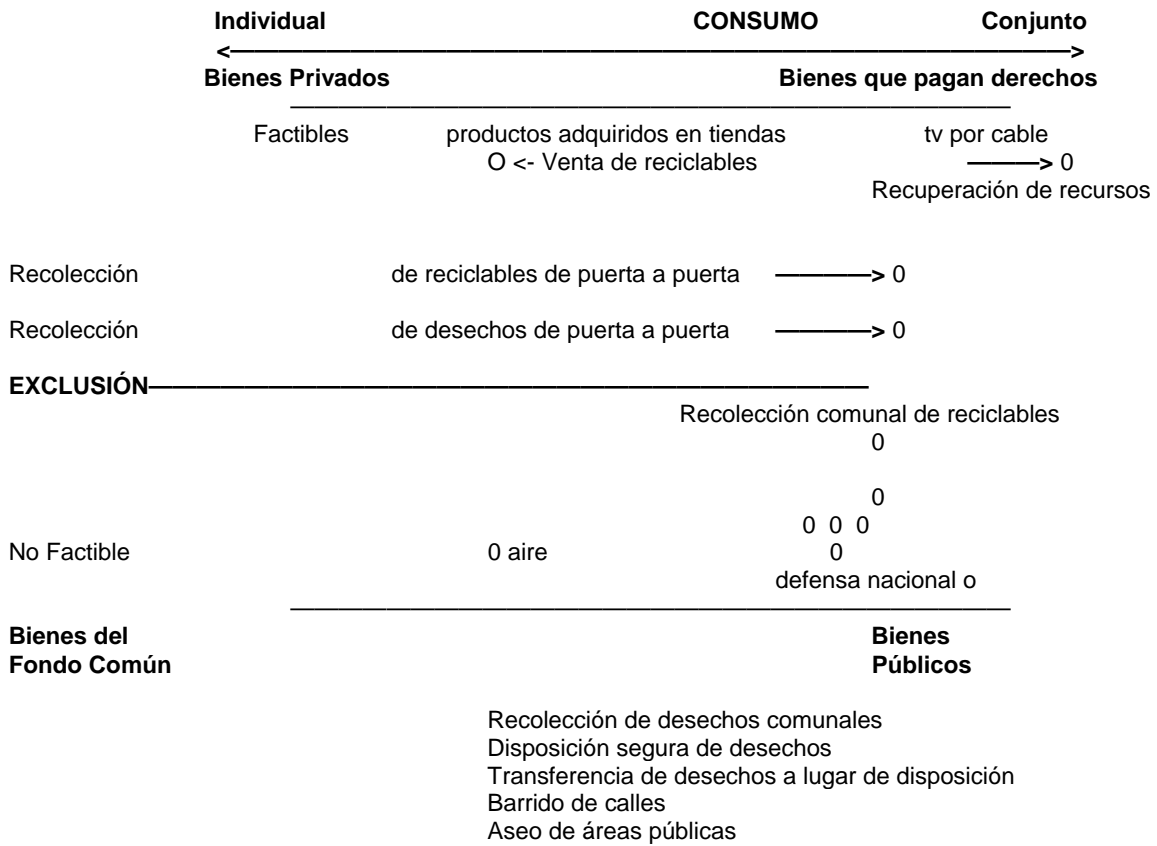 Individual CONSUMO Conjunto
<————————————————————————————————————>
Bienes Privados Bienes que pagan derechos
——————————————————————————————
Factibles productos adquiridos en tiendas tv por cable
O <- Venta de reciclables ———> 0
Recuperación de recursos
Recolección de reciclables de puerta a puerta ————> 0
Recolección de desechos de puerta a puerta ————> 0
EXCLUSIÓN——————————————————————————————
Recolección comunal de reciclables
0
0
0 0 0
No Factible 0 aire 0
defensa nacional o
——————————————————————————————
Bienes del Bienes
Fondo Común Públicos
Recolección de desechos comunales
Disposición segura de desechos
Transferencia de desechos a lugar de disposición
Barrido de calles
Aseo de áreas públicas